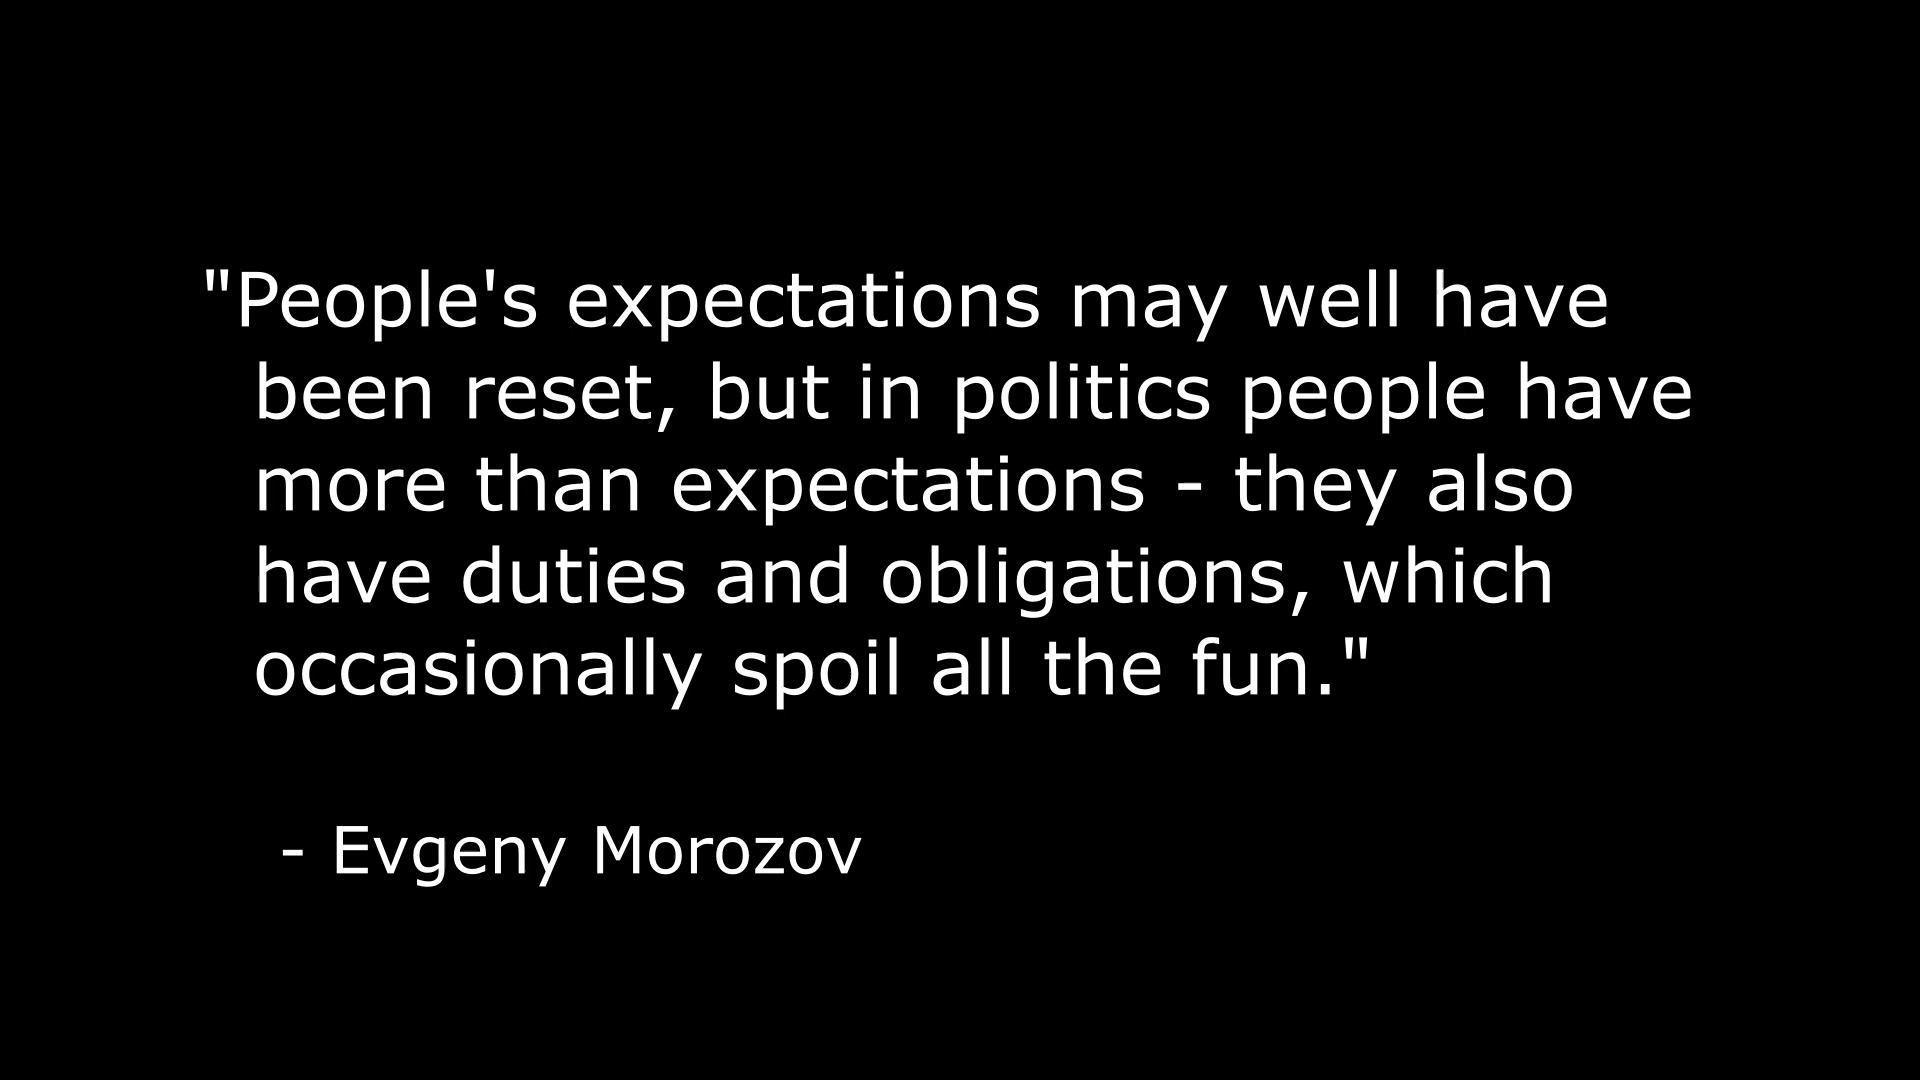 "People's expectations may well have
been reset, but in politics people have
more than expectations - they also
have duties and obligations, which
occasionally spoil all the fun."
- Evgeny Morozov